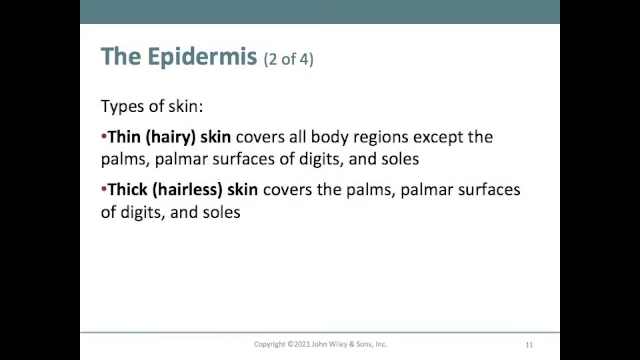 The Epidermis (2 of 4)
Types of skin:
•Thin (hairy) skin covers all body regions except the
palms, palmar surfaces of digits, and soles
•Thick (hairless) skin covers the palms, palmar surfaces
of digits, and soles
Copyright ©2021 John Wiley & Sons, Inc.
11